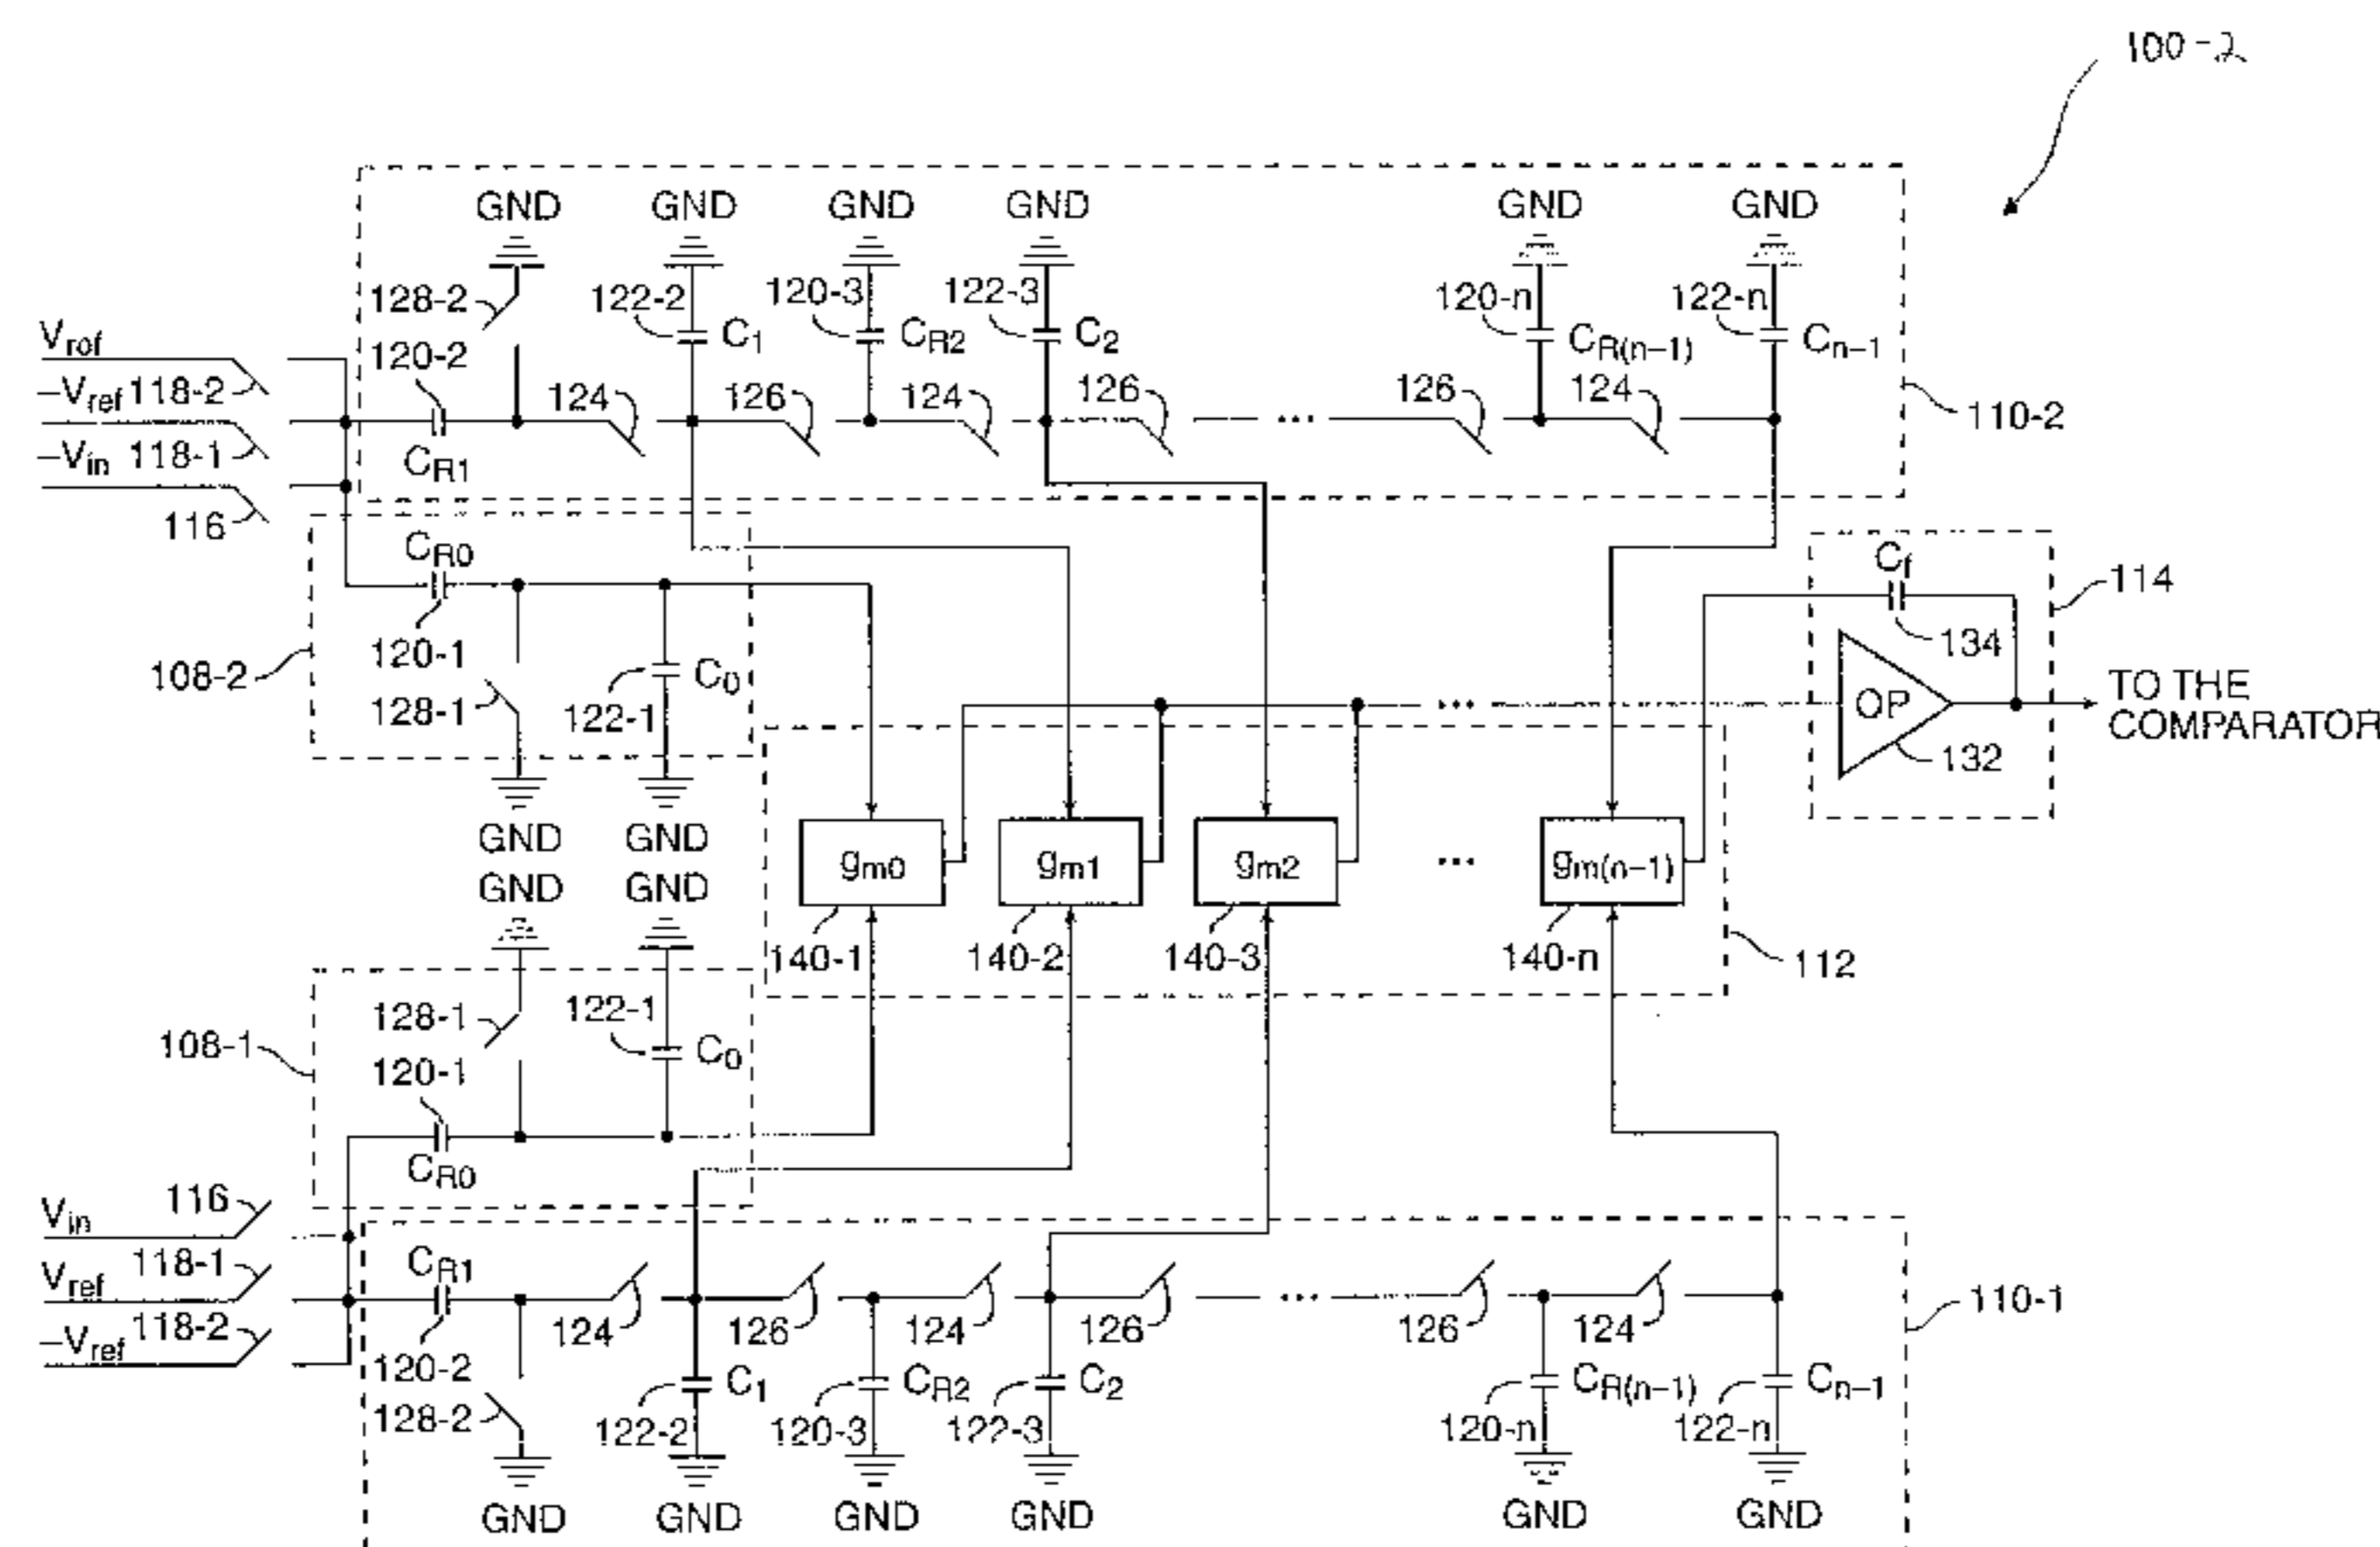 100-2
GND GND GND GND GND GND
128-2 122-2 120-3 122-3 120-n 122-n
C1 CR2 C2 CR(n−1) Cn−1
Vrof
120-2
−Vref 118-2
124 126 124 126 126 124
110-2
−Vin 118-1
CR1
116
CR0
Cf
114
120-1
134
108-2
C0
128-1
122-1
OP
TO THE
COMPARATOR
132
GND GND
gm0 gm1 gm2 ... gm(n−1)
GND GND
140-1 140-2 140-3 140-n
112
128-1
122-1
108-1
C0
120-1
CR0
Vin 116
Vref 118-1
CR1
110-1
−Vref 118-2
124 126 124 126 126 124
120-2
C1 CR2 C2 CR(n−1) Cn−1
128-2
122-2 120-3 122-3 120-n 122-n
GND GND GND GND GND GND